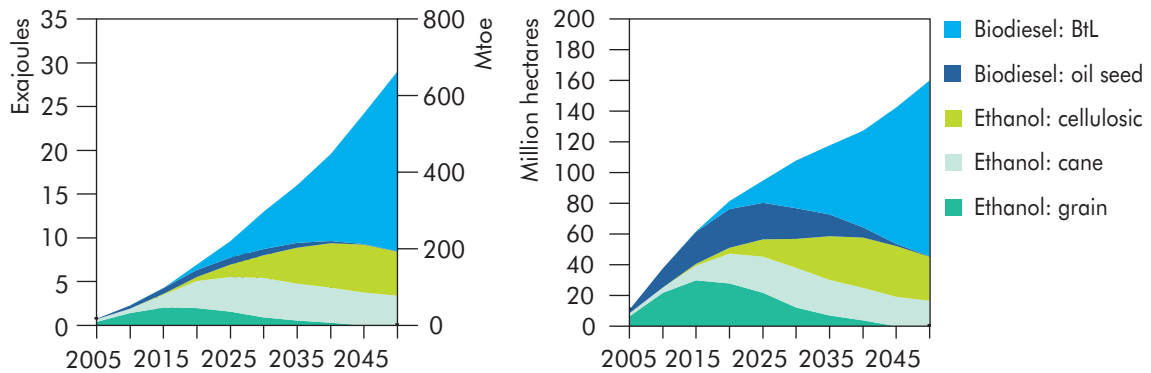 Exajoules
35
30
25
20
15
10
5
0
800
600
400
200
0
Mtoe
2005 2015 2025 2035 2045
Million hectares
200
180
160
140
120
100
80
60
40
20
0
2005 2015 2025 2035 2045
Biodiesel: BtL
Biodiesel: oil seed
Ethanol: cellulosic
Ethanol: cane
Ethanol: grain